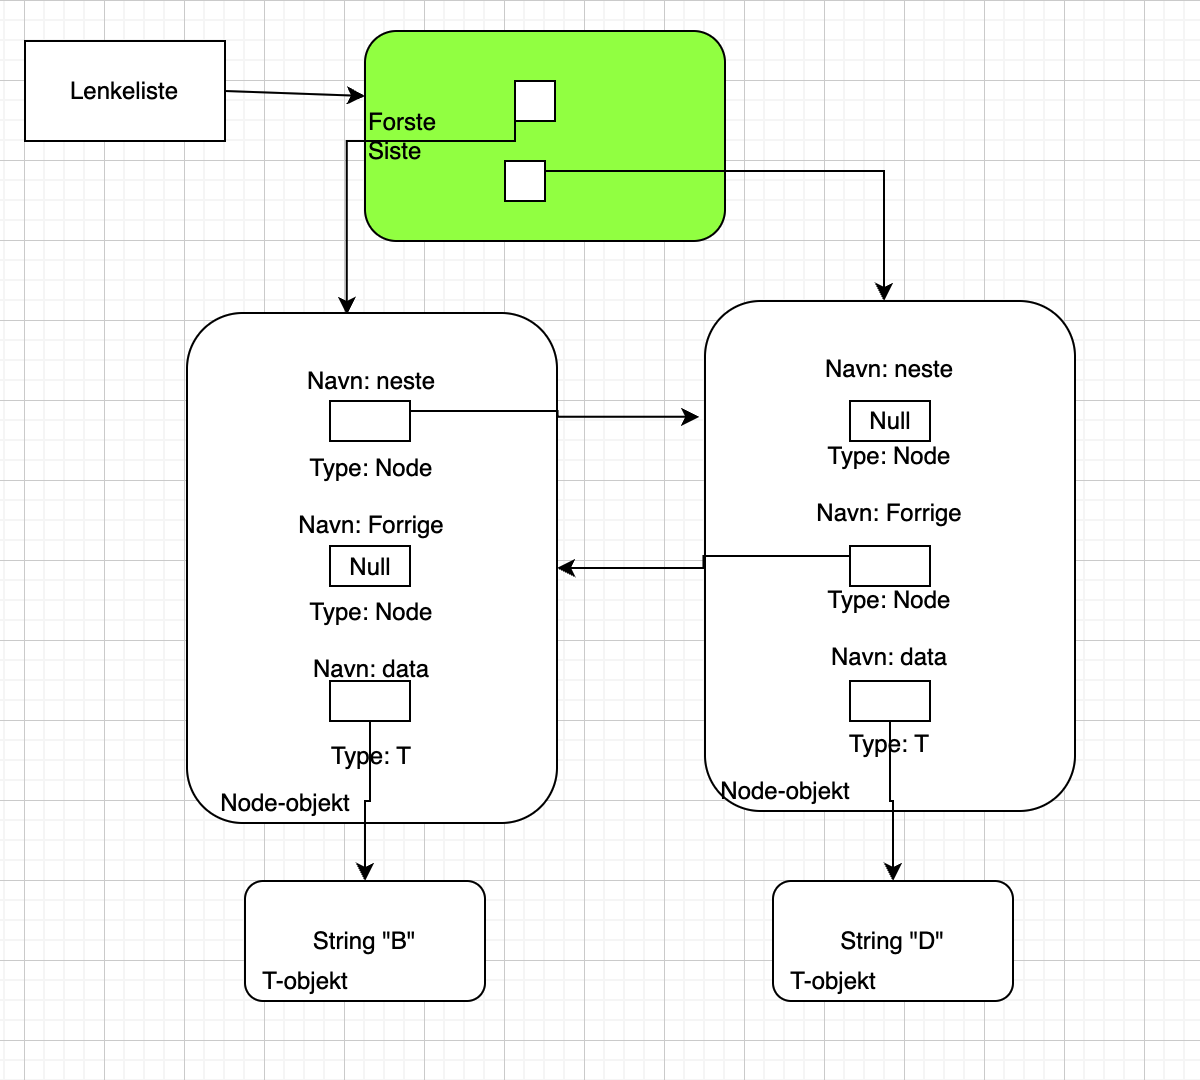 Lenkeliste
Forste
Siste
Navn: neste
Type: Node
Navn: Forrige
Null
Type: Node
Navn: data
Type: T
Node-objekt
String "B"
T-objekt
Navn: neste
Null
Type: Node
Navn: Forrige
Type: Node
Navn: data
Type: T
Node-objekt
String "D"
T-objekt